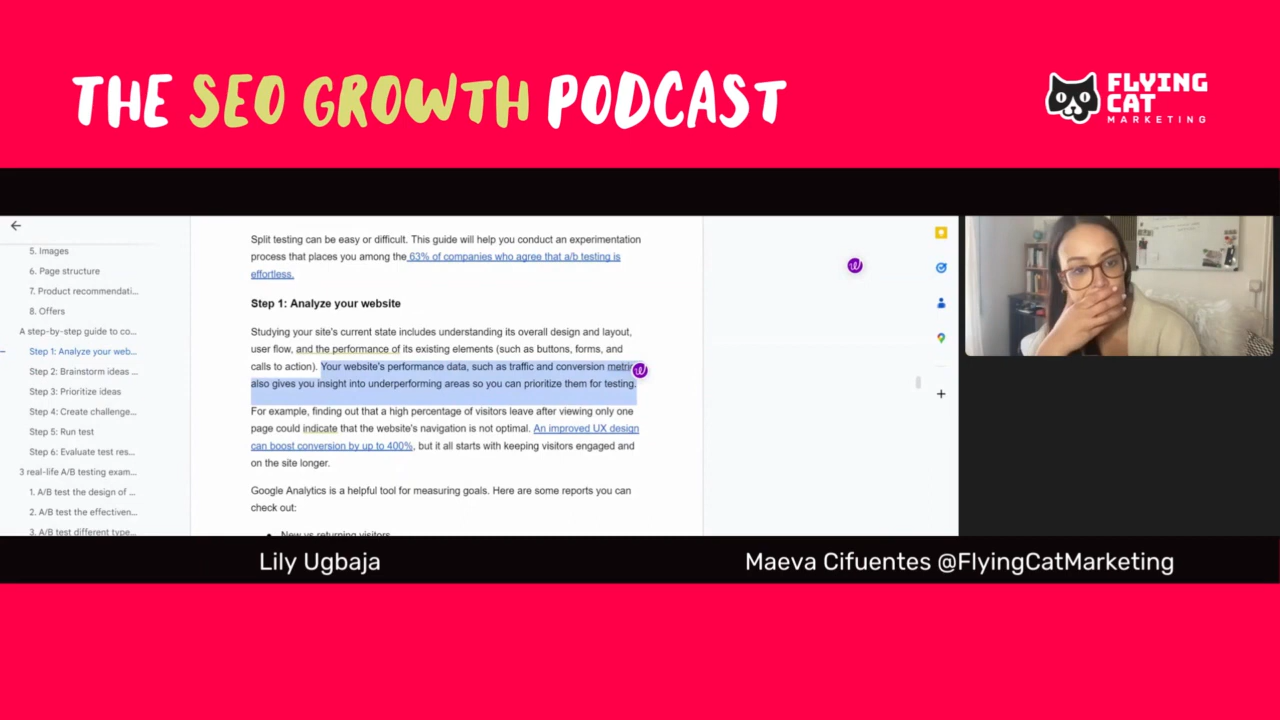 THE SEO GROWTH PODCAST
FLYING
CAT
MARKETING
5. Images
6. Page structure
7. Product recommendati...
8. Offers
A step-by-step guide to co...
Step 1: Analyze your web...
Step 2: Brainstorm ideas ...
Step 3: Prioritize ideas
Step 4: Create challenge...
Step 5: Run test
Step 6: Evaluate test res...
3 real-life A/B testing exam...
1. A/B test the design of ...
2. A/B test the effectiven...
3. A/B test different type...
Split testing can be easy or difficult. This guide will help you conduct an experimentation
process that places you among the 63% of companies who agree that a/b testing is
effortless.
Step 1: Analyze your website
Studying your site's current state includes understanding its overall design and layout,
user flow, and the performance of its existing elements (such as buttons, forms, and
calls to action). Your website's performance data, such as traffic and conversion metri
also gives you insight into underperforming areas so you can prioritize them for testing.
For example, finding out that a high percentage of visitors leave after viewing only one
page could indicate that the website's navigation is not optimal. An improved UX design
can boost conversion by up to 400%, but it all starts with keeping visitors engaged and
on the site longer.
Google Analytics is a helpful tool for measuring goals. Here are some reports you can
check out:
New vs returning visitors
Lily Ugbaja
Maeva Cifuentes @FlyingCatMarketing